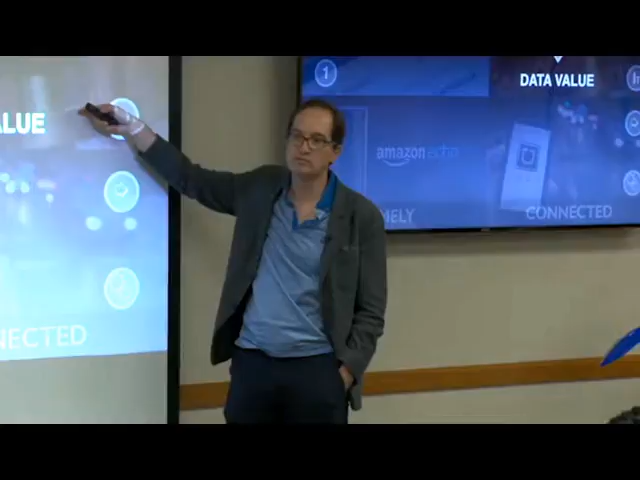 ALUE
NECTED
1
DATA VALUE
amazon echo
NELY
CONNECTED